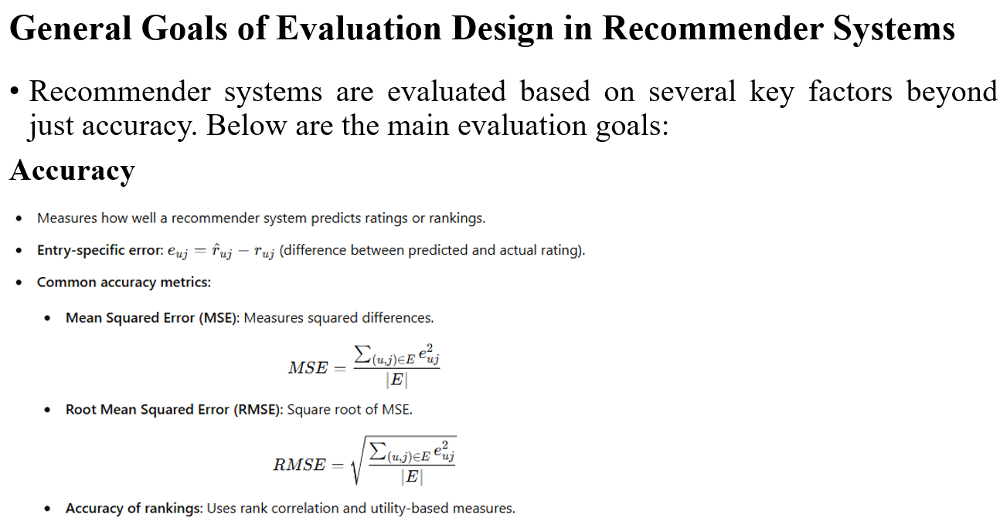 General Goals of Evaluation Design in Recommender Systems
• Recommender systems are evaluated based on several key factors beyond
just accuracy. Below are the main evaluation goals:
Accuracy
• Measures how well a recommender system predicts ratings or rankings.
• Entry-specific error: $e_{uj} = \hat{r}_{uj} - r_{uj}$ (difference between predicted and actual rating).
• Common accuracy metrics:
• Mean Squared Error (MSE): Measures squared differences.
$MSE = \frac{\sum_{(u,j) \in E} e_{uj}^2}{|E|}$
• Root Mean Squared Error (RMSE): Square root of MSE.
$RMSE = \sqrt{\frac{\sum_{(u,j) \in E} e_{uj}^2}{|E|}}$
• Accuracy of rankings: Uses rank correlation and utility-based measures.